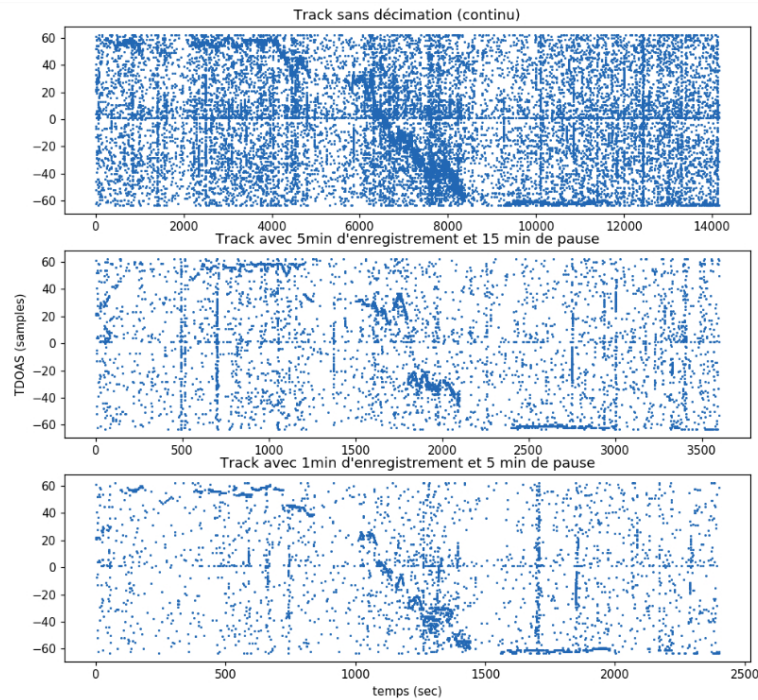 Track sans décimation (continu)
60
40
20
0
−20
−40
−60
0 2000 4000 6000 8000 10000 12000 14000
Track avec 5min d'enregistrement et 15 min de pause
TDOAS (samples)
60
40
20
0
−20
−40
−60
0 500 1000 1500 2000 2500 3000 3500
Track avec 1min d'enregistrement et 5 min de pause
60
40
20
0
−20
−40
−60
0 500 1000 1500 2000 2500
temps (sec)